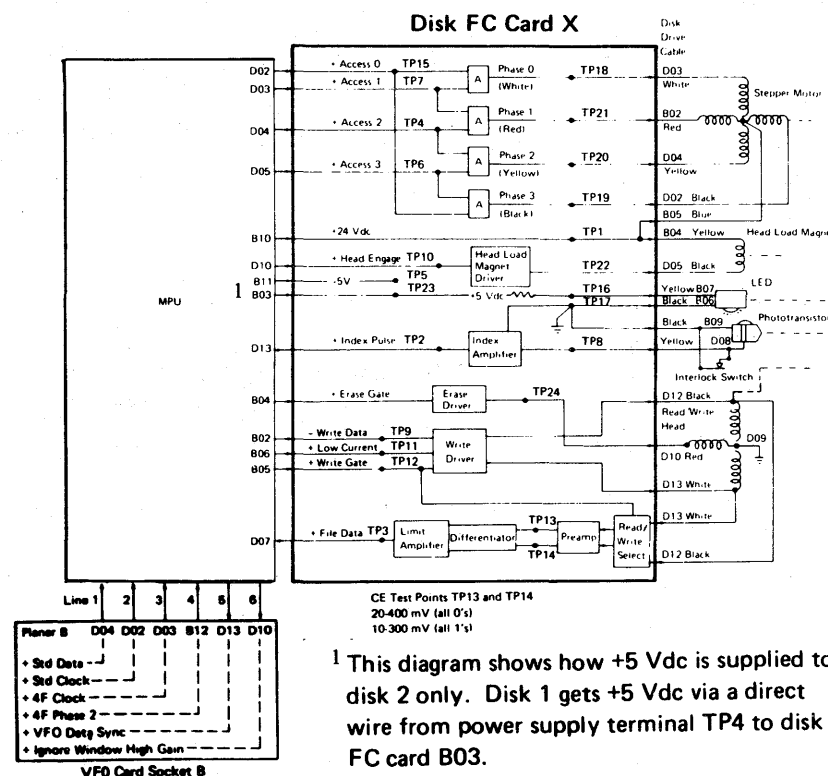 Disk FC Card X
Disk
Drive
Cable
D02 + Access 0 TP15 A Phase 0 (White) TP18 D03 White
D03 + Access 1 TP7
Stepper Motor
D04 + Access 2 TP4 A Phase 1 (Red) TP21 B02 Red
D05 + Access 3 TP6 A Phase 2 (Yellow) TP20 D04 Yellow
A Phase 3 (Black) TP19 D02 Black
B05 Blue
B10 +24 Vdc TP1 B04 Yellow
D10 + Head Engage TP10 Head Load Magnet Driver TP22 D05 Black
Head Load
B11 -5V TP5
MPU
1 B03 TP23 +5 Vdc TP16 Yellow B07
TP17 Black B06
LED
Black B09
D13 + Index Pulse TP2 Index Amplifier TP8 Yellow D08
Interlock Switch
B04 + Erase Gate Erase Driver TP24 D12 Black
Read/Write
Head
B02 - Write Data TP9
B06 + Low Current TP11 Write Driver
B05 + Write Gate TP12
D10 Red D09
D13 White
D13 White
D07 + File Data TP3 Limit Amplifier Differentiator TP13 TP14 Preamp Read/Write Select
D12 Black
Line 1 2 3 4 5 6
CE Test Points TP13 and TP14
20-400 mV (all 0's)
10-300 mV (all 1's)
Planer B D04 D02 D03 B12 D13 D10
+ Std Data
+ Std Clock
+ 4F Clock
+ 4F Phase 2
+ VFO Data Sync
+ Ignore Window High Gain
VFO Card Socket B
1 This diagram shows how +5 Vdc is supplied to
disk 2 only. Disk 1 gets +5 Vdc via a direct
wire from power supply terminal TP4 to disk
FC card B03.